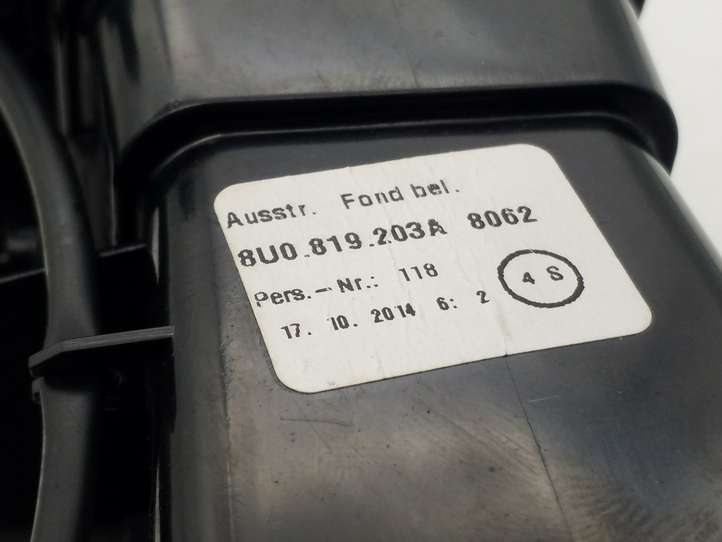 Ausstr. Fond bel.
8U0.819.203A 8062
Pers.-Nr.: 118
17. 10. 2014 6: 2
4 S